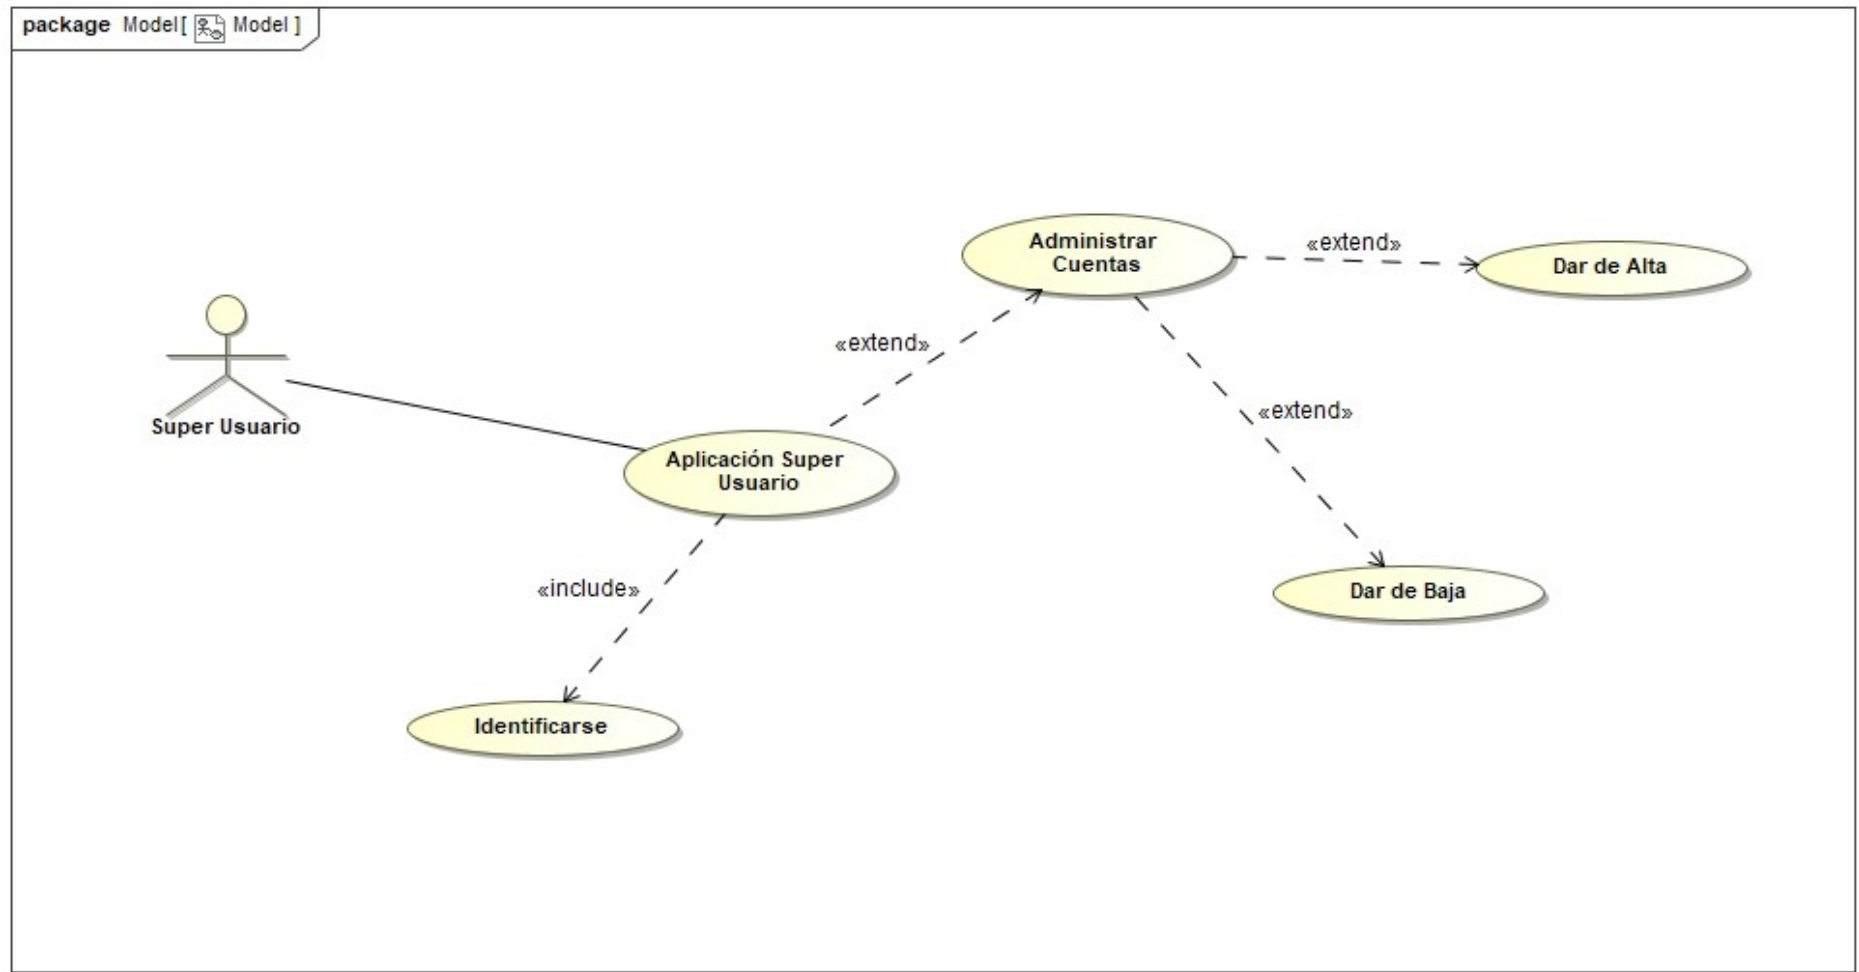 package Model[ Model ]
Administrar
Cuentas
«extend»
Dar de Alta
«extend»
Super Usuario
«extend»
Aplicación Super
Usuario
«include»
Dar de Baja
Identificarse